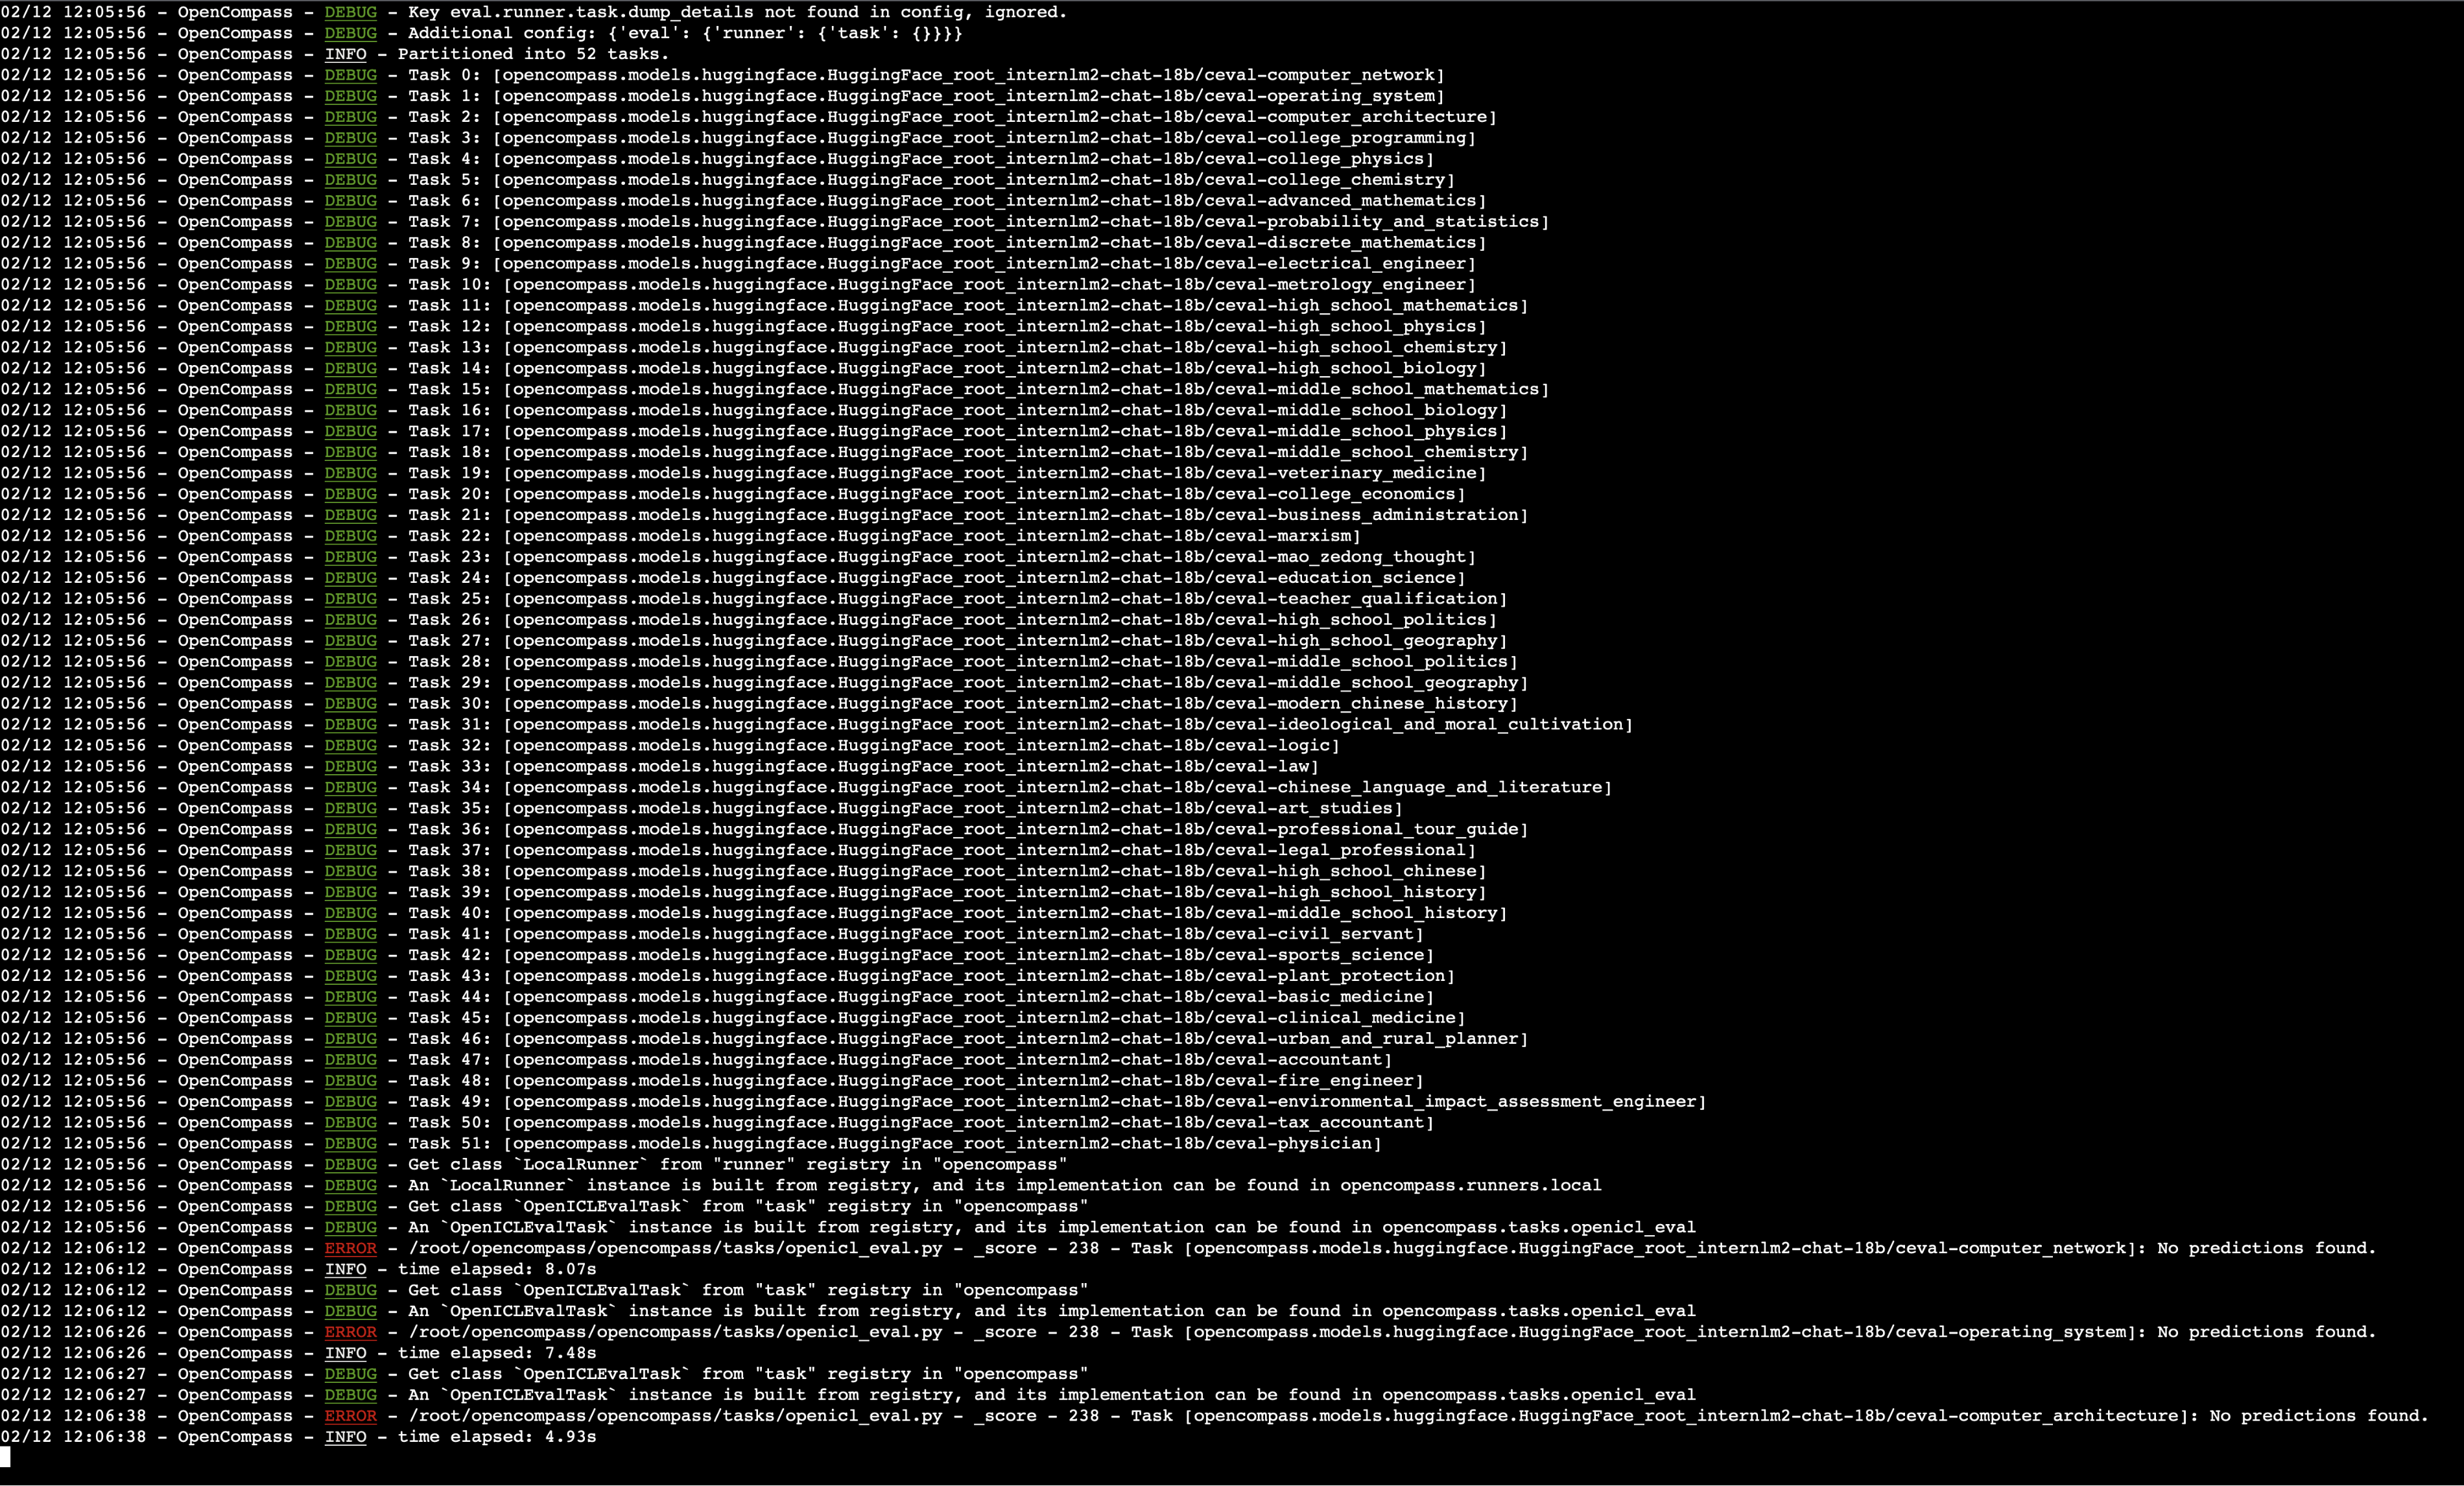 02/12 12:05:56 - OpenCompass - DEBUG - Key eval.runner.task.dump_details not found in config, ignored.
02/12 12:05:56 - OpenCompass - DEBUG - Additional config: {'eval': {'runner': {'task': {}}}}
02/12 12:05:56 - OpenCompass - INFO - Partitioned into 52 tasks.
02/12 12:05:56 - OpenCompass - DEBUG - Task 0: [opencompass.models.huggingface.HuggingFace_root_internlm2-chat-18b/ceval-computer_network]
02/12 12:05:56 - OpenCompass - DEBUG - Task 1: [opencompass.models.huggingface.HuggingFace_root_internlm2-chat-18b/ceval-operating_system]
02/12 12:05:56 - OpenCompass - DEBUG - Task 2: [opencompass.models.huggingface.HuggingFace_root_internlm2-chat-18b/ceval-computer_architecture]
02/12 12:05:56 - OpenCompass - DEBUG - Task 3: [opencompass.models.huggingface.HuggingFace_root_internlm2-chat-18b/ceval-college_programming]
02/12 12:05:56 - OpenCompass - DEBUG - Task 4: [opencompass.models.huggingface.HuggingFace_root_internlm2-chat-18b/ceval-college_physics]
02/12 12:05:56 - OpenCompass - DEBUG - Task 5: [opencompass.models.huggingface.HuggingFace_root_internlm2-chat-18b/ceval-college_chemistry]
02/12 12:05:56 - OpenCompass - DEBUG - Task 6: [opencompass.models.huggingface.HuggingFace_root_internlm2-chat-18b/ceval-advanced_mathematics]
02/12 12:05:56 - OpenCompass - DEBUG - Task 7: [opencompass.models.huggingface.HuggingFace_root_internlm2-chat-18b/ceval-probability_and_statistics]
02/12 12:05:56 - OpenCompass - DEBUG - Task 8: [opencompass.models.huggingface.HuggingFace_root_internlm2-chat-18b/ceval-discrete_mathematics]
02/12 12:05:56 - OpenCompass - DEBUG - Task 9: [opencompass.models.huggingface.HuggingFace_root_internlm2-chat-18b/ceval-electrical_engineer]
02/12 12:05:56 - OpenCompass - DEBUG - Task 10: [opencompass.models.huggingface.HuggingFace_root_internlm2-chat-18b/ceval-metrology_engineer]
02/12 12:05:56 - OpenCompass - DEBUG - Task 11: [opencompass.models.huggingface.HuggingFace_root_internlm2-chat-18b/ceval-high_school_mathematics]
02/12 12:05:56 - OpenCompass - DEBUG - Task 12: [opencompass.models.huggingface.HuggingFace_root_internlm2-chat-18b/ceval-high_school_physics]
02/12 12:05:56 - OpenCompass - DEBUG - Task 13: [opencompass.models.huggingface.HuggingFace_root_internlm2-chat-18b/ceval-high_school_chemistry]
02/12 12:05:56 - OpenCompass - DEBUG - Task 14: [opencompass.models.huggingface.HuggingFace_root_internlm2-chat-18b/ceval-high_school_biology]
02/12 12:05:56 - OpenCompass - DEBUG - Task 15: [opencompass.models.huggingface.HuggingFace_root_internlm2-chat-18b/ceval-middle_school_mathematics]
02/12 12:05:56 - OpenCompass - DEBUG - Task 16: [opencompass.models.huggingface.HuggingFace_root_internlm2-chat-18b/ceval-middle_school_biology]
02/12 12:05:56 - OpenCompass - DEBUG - Task 17: [opencompass.models.huggingface.HuggingFace_root_internlm2-chat-18b/ceval-middle_school_physics]
02/12 12:05:56 - OpenCompass - DEBUG - Task 18: [opencompass.models.huggingface.HuggingFace_root_internlm2-chat-18b/ceval-middle_school_chemistry]
02/12 12:05:56 - OpenCompass - DEBUG - Task 19: [opencompass.models.huggingface.HuggingFace_root_internlm2-chat-18b/ceval-veterinary_medicine]
02/12 12:05:56 - OpenCompass - DEBUG - Task 20: [opencompass.models.huggingface.HuggingFace_root_internlm2-chat-18b/ceval-college_economics]
02/12 12:05:56 - OpenCompass - DEBUG - Task 21: [opencompass.models.huggingface.HuggingFace_root_internlm2-chat-18b/ceval-business_administration]
02/12 12:05:56 - OpenCompass - DEBUG - Task 22: [opencompass.models.huggingface.HuggingFace_root_internlm2-chat-18b/ceval-marxism]
02/12 12:05:56 - OpenCompass - DEBUG - Task 23: [opencompass.models.huggingface.HuggingFace_root_internlm2-chat-18b/ceval-mao_zedong_thought]
02/12 12:05:56 - OpenCompass - DEBUG - Task 24: [opencompass.models.huggingface.HuggingFace_root_internlm2-chat-18b/ceval-education_science]
02/12 12:05:56 - OpenCompass - DEBUG - Task 25: [opencompass.models.huggingface.HuggingFace_root_internlm2-chat-18b/ceval-teacher_qualification]
02/12 12:05:56 - OpenCompass - DEBUG - Task 26: [opencompass.models.huggingface.HuggingFace_root_internlm2-chat-18b/ceval-high_school_politics]
02/12 12:05:56 - OpenCompass - DEBUG - Task 27: [opencompass.models.huggingface.HuggingFace_root_internlm2-chat-18b/ceval-high_school_geography]
02/12 12:05:56 - OpenCompass - DEBUG - Task 28: [opencompass.models.huggingface.HuggingFace_root_internlm2-chat-18b/ceval-middle_school_politics]
02/12 12:05:56 - OpenCompass - DEBUG - Task 29: [opencompass.models.huggingface.HuggingFace_root_internlm2-chat-18b/ceval-middle_school_geography]
02/12 12:05:56 - OpenCompass - DEBUG - Task 30: [opencompass.models.huggingface.HuggingFace_root_internlm2-chat-18b/ceval-modern_chinese_history]
02/12 12:05:56 - OpenCompass - DEBUG - Task 31: [opencompass.models.huggingface.HuggingFace_root_internlm2-chat-18b/ceval-ideological_and_moral_cultivation]
02/12 12:05:56 - OpenCompass - DEBUG - Task 32: [opencompass.models.huggingface.HuggingFace_root_internlm2-chat-18b/ceval-logic]
02/12 12:05:56 - OpenCompass - DEBUG - Task 33: [opencompass.models.huggingface.HuggingFace_root_internlm2-chat-18b/ceval-law]
02/12 12:05:56 - OpenCompass - DEBUG - Task 34: [opencompass.models.huggingface.HuggingFace_root_internlm2-chat-18b/ceval-chinese_language_and_literature]
02/12 12:05:56 - OpenCompass - DEBUG - Task 35: [opencompass.models.huggingface.HuggingFace_root_internlm2-chat-18b/ceval-art_studies]
02/12 12:05:56 - OpenCompass - DEBUG - Task 36: [opencompass.models.huggingface.HuggingFace_root_internlm2-chat-18b/ceval-professional_tour_guide]
02/12 12:05:56 - OpenCompass - DEBUG - Task 37: [opencompass.models.huggingface.HuggingFace_root_internlm2-chat-18b/ceval-legal_professional]
02/12 12:05:56 - OpenCompass - DEBUG - Task 38: [opencompass.models.huggingface.HuggingFace_root_internlm2-chat-18b/ceval-high_school_chinese]
02/12 12:05:56 - OpenCompass - DEBUG - Task 39: [opencompass.models.huggingface.HuggingFace_root_internlm2-chat-18b/ceval-high_school_history]
02/12 12:05:56 - OpenCompass - DEBUG - Task 40: [opencompass.models.huggingface.HuggingFace_root_internlm2-chat-18b/ceval-middle_school_history]
02/12 12:05:56 - OpenCompass - DEBUG - Task 41: [opencompass.models.huggingface.HuggingFace_root_internlm2-chat-18b/ceval-civil_servant]
02/12 12:05:56 - OpenCompass - DEBUG - Task 42: [opencompass.models.huggingface.HuggingFace_root_internlm2-chat-18b/ceval-sports_science]
02/12 12:05:56 - OpenCompass - DEBUG - Task 43: [opencompass.models.huggingface.HuggingFace_root_internlm2-chat-18b/ceval-plant_protection]
02/12 12:05:56 - OpenCompass - DEBUG - Task 44: [opencompass.models.huggingface.HuggingFace_root_internlm2-chat-18b/ceval-basic_medicine]
02/12 12:05:56 - OpenCompass - DEBUG - Task 45: [opencompass.models.huggingface.HuggingFace_root_internlm2-chat-18b/ceval-clinical_medicine]
02/12 12:05:56 - OpenCompass - DEBUG - Task 46: [opencompass.models.huggingface.HuggingFace_root_internlm2-chat-18b/ceval-urban_and_rural_planner]
02/12 12:05:56 - OpenCompass - DEBUG - Task 47: [opencompass.models.huggingface.HuggingFace_root_internlm2-chat-18b/ceval-accountant]
02/12 12:05:56 - OpenCompass - DEBUG - Task 48: [opencompass.models.huggingface.HuggingFace_root_internlm2-chat-18b/ceval-fire_engineer]
02/12 12:05:56 - OpenCompass - DEBUG - Task 49: [opencompass.models.huggingface.HuggingFace_root_internlm2-chat-18b/ceval-environmental_impact_assessment_engineer]
02/12 12:05:56 - OpenCompass - DEBUG - Task 50: [opencompass.models.huggingface.HuggingFace_root_internlm2-chat-18b/ceval-tax_accountant]
02/12 12:05:56 - OpenCompass - DEBUG - Task 51: [opencompass.models.huggingface.HuggingFace_root_internlm2-chat-18b/ceval-physician]
02/12 12:05:56 - OpenCompass - DEBUG - Get class `LocalRunner` from "runner" registry in "opencompass"
02/12 12:05:56 - OpenCompass - DEBUG - An `LocalRunner` instance is built from registry, and its implementation can be found in opencompass.runners.local
02/12 12:05:56 - OpenCompass - DEBUG - Get class `OpenICLEvalTask` from "task" registry in "opencompass"
02/12 12:05:56 - OpenCompass - DEBUG - An `OpenICLEvalTask` instance is built from registry, and its implementation can be found in opencompass.tasks.openicl_eval
02/12 12:06:12 - OpenCompass - ERROR - /root/opencompass/opencompass/tasks/openicl_eval.py - _score - 238 - Task [opencompass.models.huggingface.HuggingFace_root_internlm2-chat-18b/ceval-computer_network]: No predictions found.
02/12 12:06:12 - OpenCompass - INFO - time elapsed: 8.07s
02/12 12:06:12 - OpenCompass - DEBUG - Get class `OpenICLEvalTask` from "task" registry in "opencompass"
02/12 12:06:12 - OpenCompass - DEBUG - An `OpenICLEvalTask` instance is built from registry, and its implementation can be found in opencompass.tasks.openicl_eval
02/12 12:06:26 - OpenCompass - ERROR - /root/opencompass/opencompass/tasks/openicl_eval.py - _score - 238 - Task [opencompass.models.huggingface.HuggingFace_root_internlm2-chat-18b/ceval-operating_system]: No predictions found.
02/12 12:06:26 - OpenCompass - INFO - time elapsed: 7.48s
02/12 12:06:27 - OpenCompass - DEBUG - Get class `OpenICLEvalTask` from "task" registry in "opencompass"
02/12 12:06:27 - OpenCompass - DEBUG - An `OpenICLEvalTask` instance is built from registry, and its implementation can be found in opencompass.tasks.openicl_eval
02/12 12:06:38 - OpenCompass - ERROR - /root/opencompass/opencompass/tasks/openicl_eval.py - _score - 238 - Task [opencompass.models.huggingface.HuggingFace_root_internlm2-chat-18b/ceval-computer_architecture]: No predictions found.
02/12 12:06:38 - OpenCompass - INFO - time elapsed: 4.93s